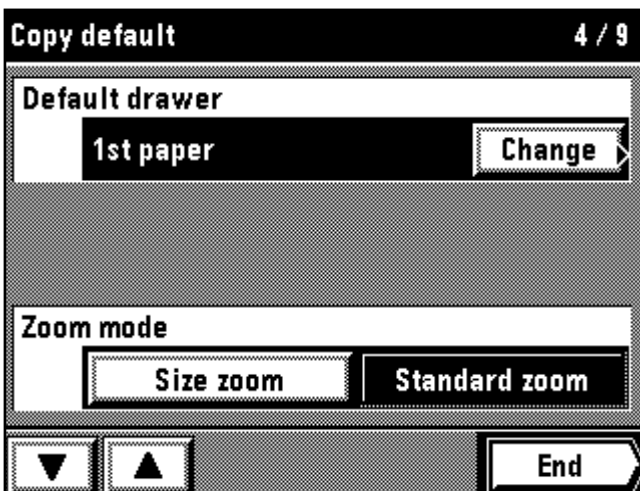 Copy default 4 / 9
Default drawer
1st paper Change
Zoom mode
Size zoom Standard zoom
End